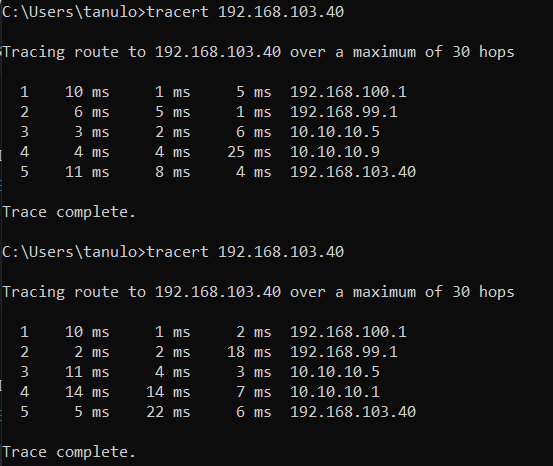 C:\Users\tanulo>tracert 192.168.103.40
Tracing route to 192.168.103.40 over a maximum of 30 hops
1 10 ms 1 ms 5 ms 192.168.100.1
2 6 ms 5 ms 1 ms 192.168.99.1
3 3 ms 2 ms 6 ms 10.10.10.5
4 4 ms 4 ms 25 ms 10.10.10.9
5 11 ms 8 ms 4 ms 192.168.103.40
Trace complete.
C:\Users\tanulo>tracert 192.168.103.40
Tracing route to 192.168.103.40 over a maximum of 30 hops
1 10 ms 1 ms 2 ms 192.168.100.1
2 2 ms 2 ms 18 ms 192.168.99.1
3 11 ms 4 ms 3 ms 10.10.10.5
4 14 ms 14 ms 7 ms 10.10.10.1
5 5 ms 22 ms 6 ms 192.168.103.40
Trace complete.